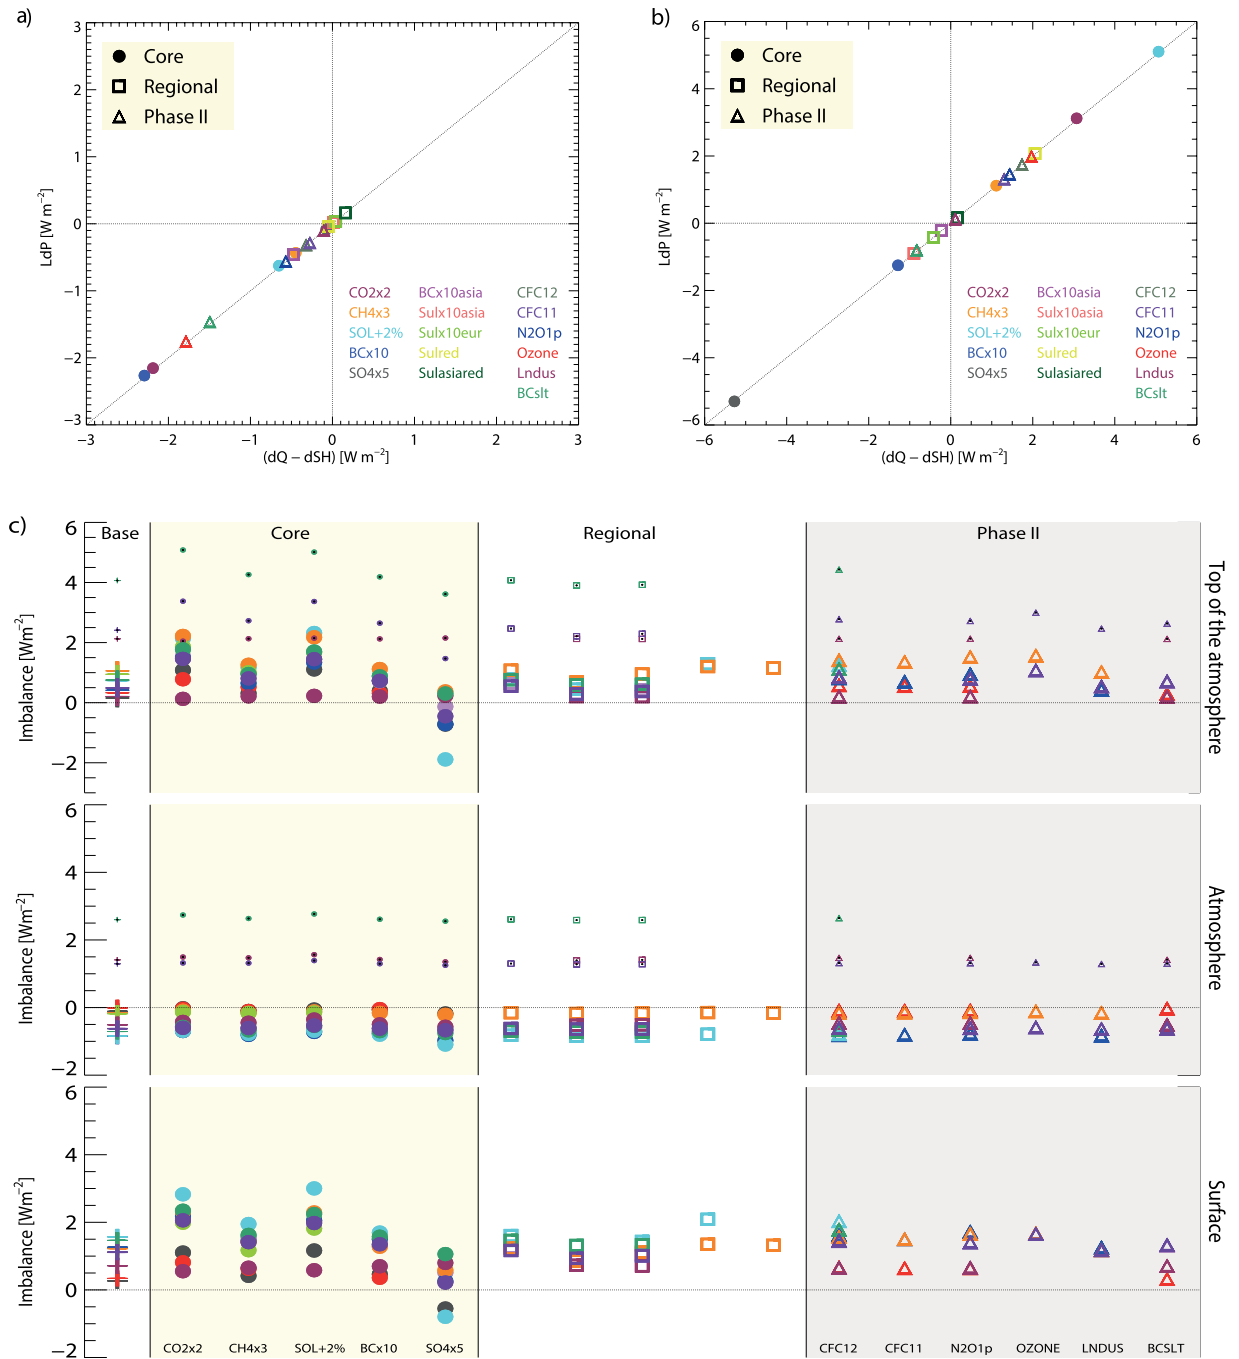 a)
3
2
1
0
−1
−2
−3
LdP [W m−2]
Core
Regional
Phase II
CO2x2 BCx10asia CFC12
CH4x3 Sulx10asia CFC11
SOL+2% Sulx10eur N2O1p
BCx10 Sulred Ozone
SO4x5 Sulasiared Lndus
BCslt
−3 −2 −1 0 1 2 3
(dQ − dSH) [W m−2]
b)
6
4
2
0
−2
−4
−6
LdP [W m−2]
Core
Regional
Phase II
CO2x2 BCx10asia CFC12
CH4x3 Sulx10asia CFC11
SOL+2% Sulx10eur N2O1p
BCx10 Sulred Ozone
SO4x5 Sulasiared Lndus
BCslt
−6 −4 −2 0 2 4 6
(dQ − dSH) [W m−2]
c)
Base Core Regional Phase II
6
4
2
0
−2
Imbalance [Wm−2]
Top of the atmosphere
6
4
2
0
−2
Imbalance [Wm−2]
Atmosphere
6
4
2
0
−2
Imbalance [Wm−2]
Surface
CO2x2 CH4x3 SOL+2% BCx10 SO4x5 CFC12 CFC11 N2O1p OZONE LNDUS BCSLT